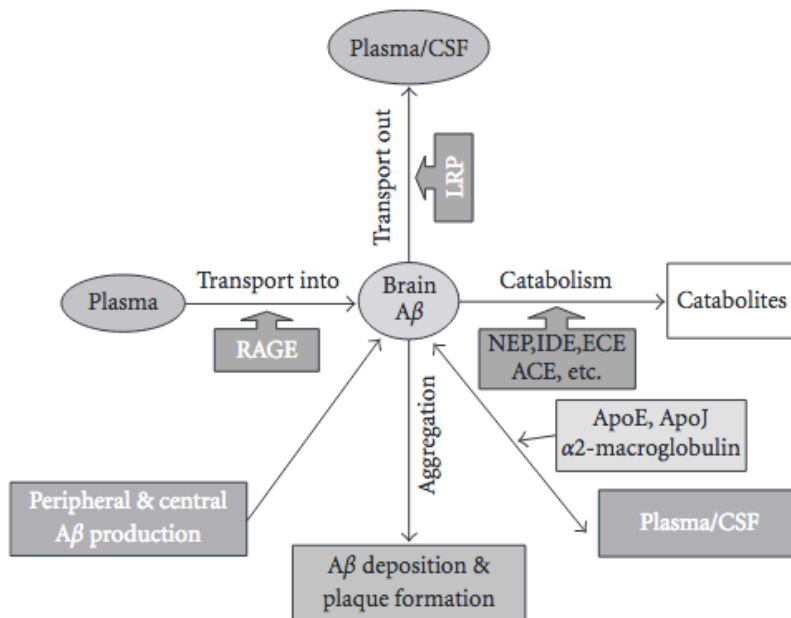 Plasma/CSF
Transport out
LRP
Transport into
Plasma
RAGE
Brain
Aβ
Catabolism
Catabolites
NEP,IDE,ECE
ACE, etc.
Aggregation
ApoE, ApoJ
α2-macroglobulin
Peripheral & central
Aβ production
Plasma/CSF
Aβ deposition &
plaque formation